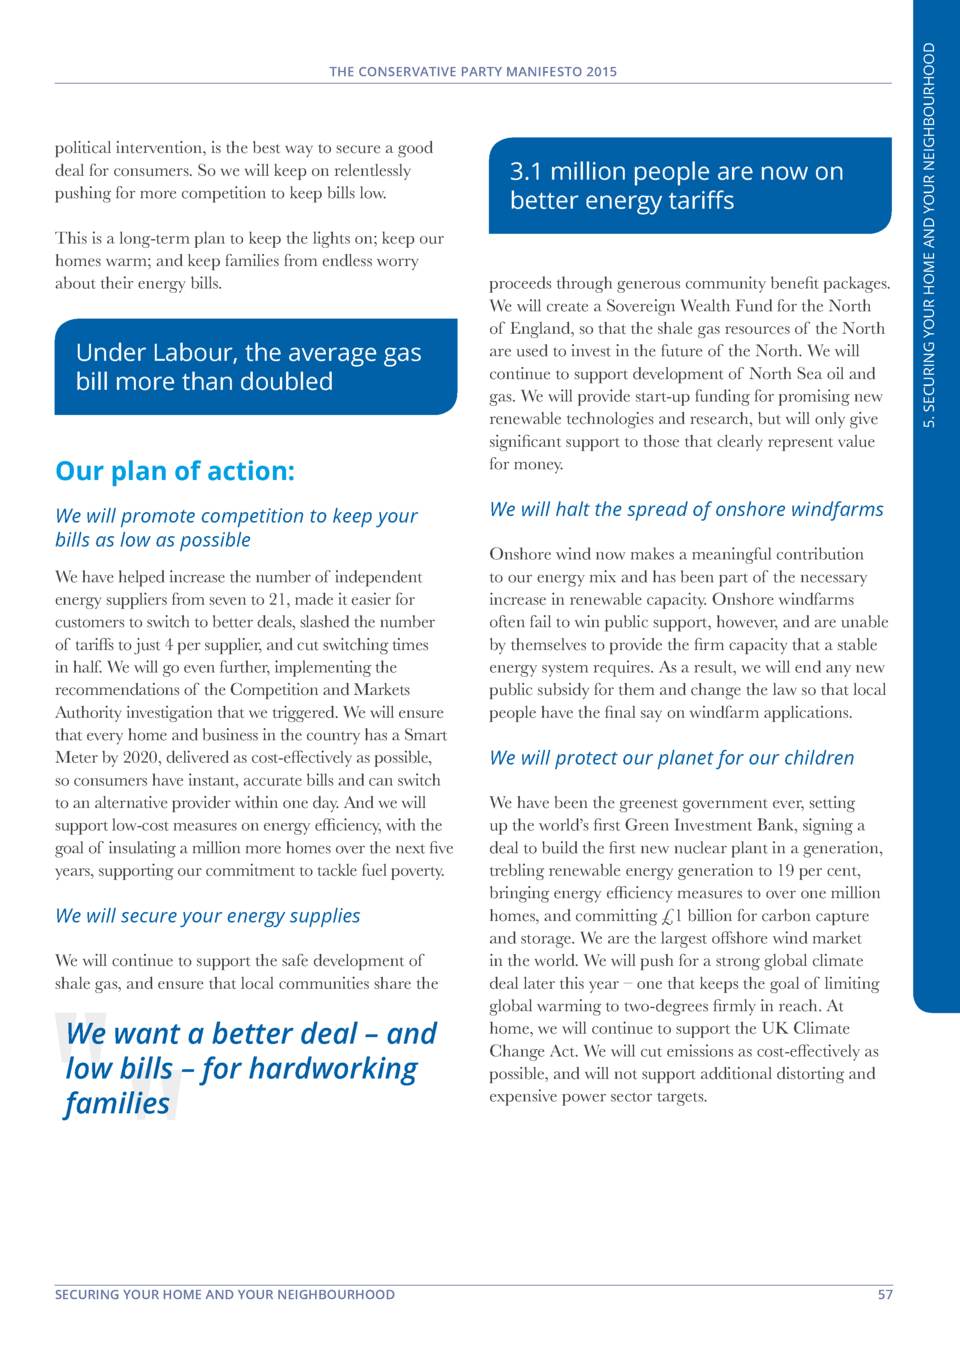 THE CONSERVATIVE PARTY MANIFESTO 2015
political intervention, is the best way to secure a good
deal for consumers. So we will keep on relentlessly
pushing for more competition to keep bills low.
This is a long-term plan to keep the lights on; keep our
homes warm; and keep families from endless worry
about their energy bills.
Under Labour, the average gas
bill more than doubled
Our plan of action:
We will promote competition to keep your
bills as low as possible
We have helped increase the number of independent
energy suppliers from seven to 21, made it easier for
customers to switch to better deals, slashed the number
of tariffs to just 4 per supplier, and cut switching times
in half. We will go even further, implementing the
recommendations of the Competition and Markets
Authority investigation that we triggered. We will ensure
that every home and business in the country has a Smart
Meter by 2020, delivered as cost-effectively as possible,
so consumers have instant, accurate bills and can switch
to an alternative provider within one day. And we will
support low-cost measures on energy efficiency, with the
goal of insulating a million more homes over the next five
years, supporting our commitment to tackle fuel poverty.
We will secure your energy supplies
We will continue to support the safe development of
shale gas, and ensure that local communities share the
We want a better deal – and
low bills – for hardworking
families
3.1 million people are now on
better energy tariffs
proceeds through generous community benefit packages.
We will create a Sovereign Wealth Fund for the North
of England, so that the shale gas resources of the North
are used to invest in the future of the North. We will
continue to support development of North Sea oil and
gas. We will provide start-up funding for promising new
renewable technologies and research, but will only give
significant support to those that clearly represent value
for money.
We will halt the spread of onshore windfarms
Onshore wind now makes a meaningful contribution
to our energy mix and has been part of the necessary
increase in renewable capacity. Onshore windfarms
often fail to win public support, however, and are unable
by themselves to provide the firm capacity that a stable
energy system requires. As a result, we will end any new
public subsidy for them and change the law so that local
people have the final say on windfarm applications.
We will protect our planet for our children
We have been the greenest government ever, setting
up the world’s first Green Investment Bank, signing a
deal to build the first new nuclear plant in a generation,
trebling renewable energy generation to 19 per cent,
bringing energy efficiency measures to over one million
homes, and committing £1 billion for carbon capture
and storage. We are the largest offshore wind market
in the world. We will push for a strong global climate
deal later this year – one that keeps the goal of limiting
global warming to two-degrees firmly in reach. At
home, we will continue to support the UK Climate
Change Act. We will cut emissions as cost-effectively as
possible, and will not support additional distorting and
expensive power sector targets.
5. SECURING YOUR HOME AND YOUR NEIGHBOURHOOD
SECURING YOUR HOME AND YOUR NEIGHBOURHOOD
57